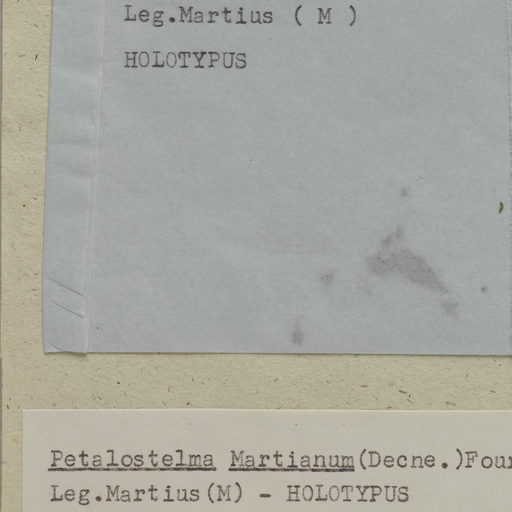 Leg.Martius ( M )
HOLOTYPUS
Petalostelma Martianum(Decne.)Four
Leg.Martius(M) - HOLOTYPUS